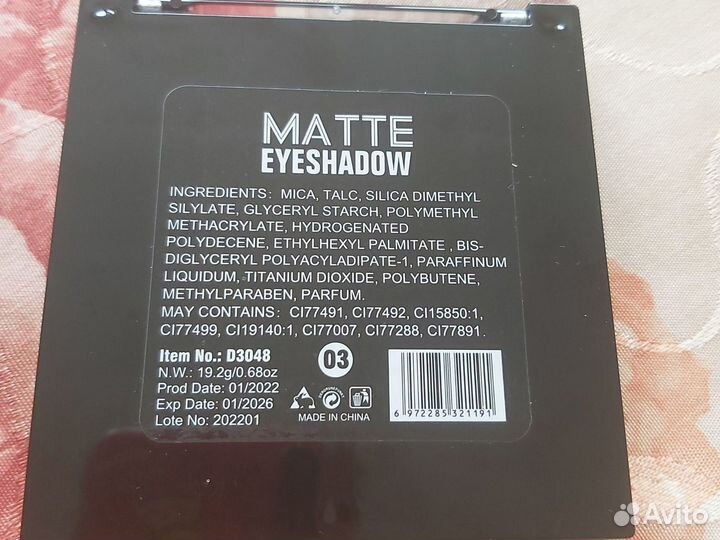 MATTE
EYESHADOW
INGREDIENTS: MICA, TALC, SILICA DIMETHYL
SILYLATE, GLYCERYL STARCH, POLYMETHYL
METHACRYLATE, HYDROGENATED
POLYDECENE, ETHYLHEXYL PALMITATE , BIS-
DIGLYCERYL POLYACYLADIPATE-1, PARAFFINUM
LIQUIDUM, TITANIUM DIOXIDE, POLYBUTENE,
METHYLPARABEN, PARFUM.
MAY CONTAINS: CI77491, CI77492, CI15850:1,
CI77499, CI19140:1, CI77007, CI77288, CI77891.
Item No.: D3048 03
N.W.: 19.2g/0.68oz
Prod Date: 01/2022
Exp Date: 01/2026
Lote No: 202201
MADE IN CHINA
6 972285 321191
Avito